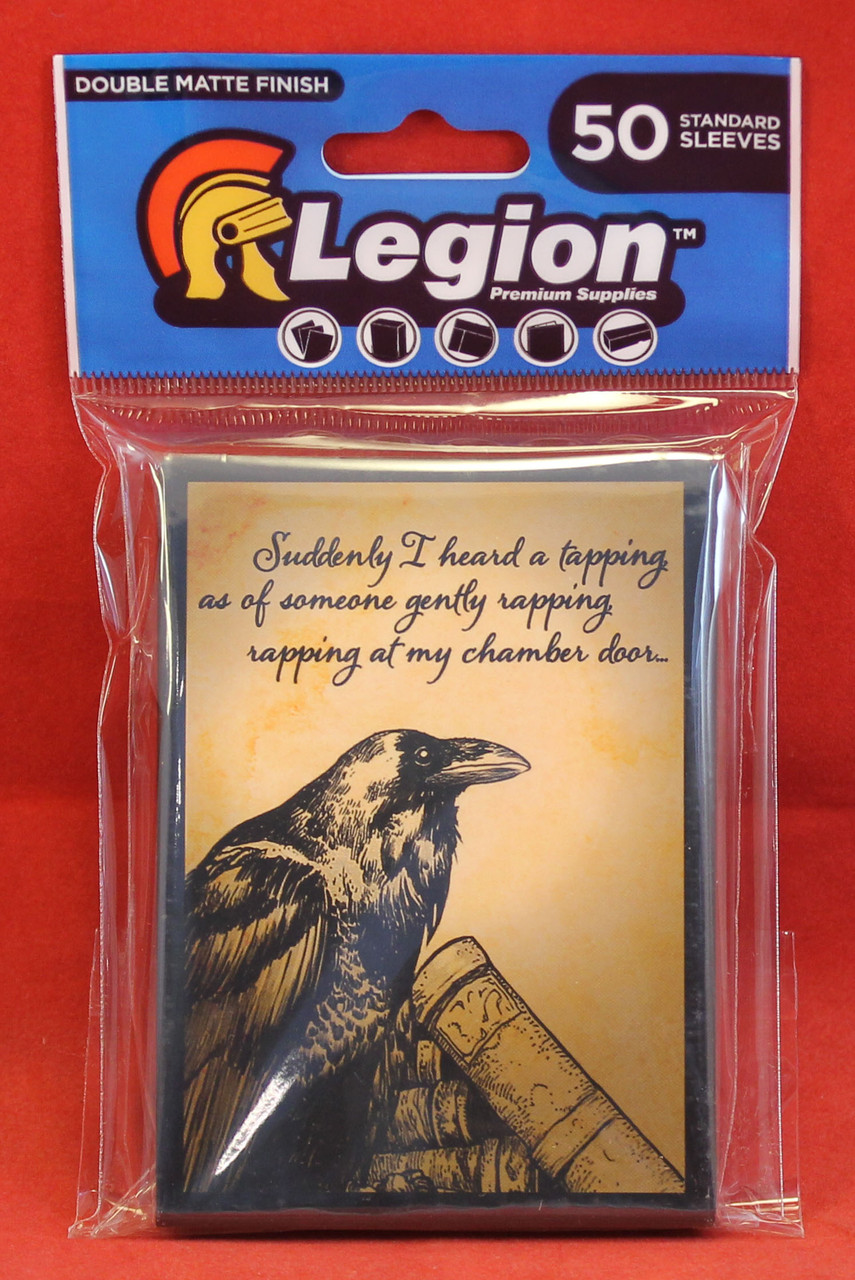 DOUBLE MATTE FINISH
50 STANDARD
SLEEVES
Legion™
Premium Supplies
Suddenly I heard a tapping,
as of someone gently rapping,
rapping at my chamber door...